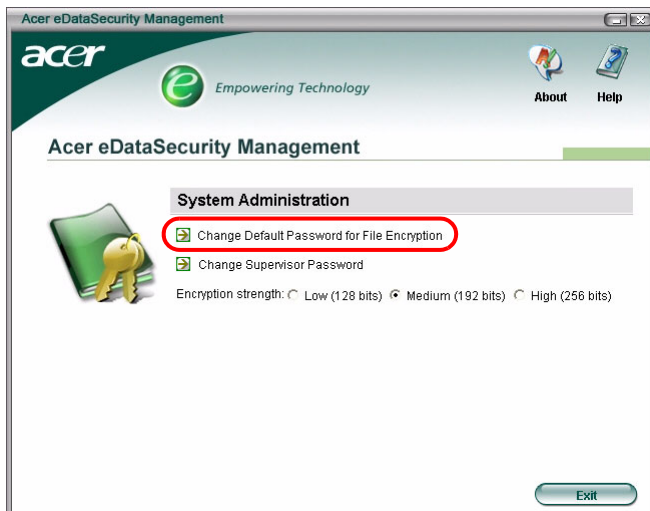 Acer eDataSecurity Management
acer
e Empowering Technology
About Help
Acer eDataSecurity Management
System Administration
Change Default Password for File Encryption
Change Supervisor Password
Encryption strength: Low (128 bits) Medium (192 bits) High (256 bits)
Exit